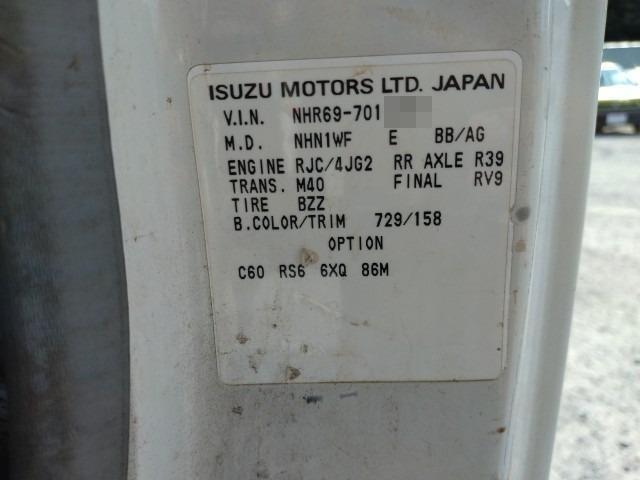 ISUZU MOTORS LTD. JAPAN
V.I.N. NHR69-701
M.D. NHN1WF E BB/AG
ENGINE RJC/4JG2 RR AXLE R39
TRANS. M40 FINAL RV9
TIRE BZZ
B.COLOR/TRIM 729/158
OPTION
C60 RS6 6XQ 86M